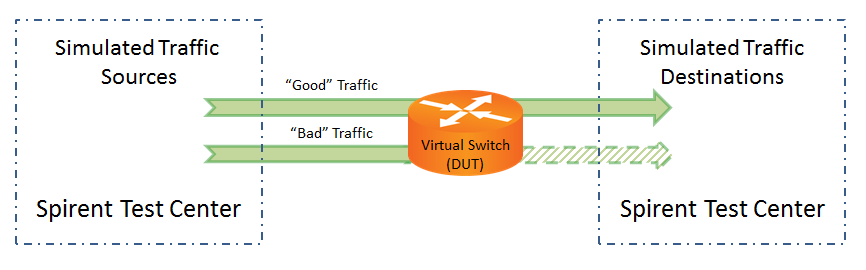 Simulated Traffic
Sources
Spirent Test Center
“Good” Traffic
“Bad” Traffic
Virtual Switch
(DUT)
Simulated Traffic
Destinations
Spirent Test Center